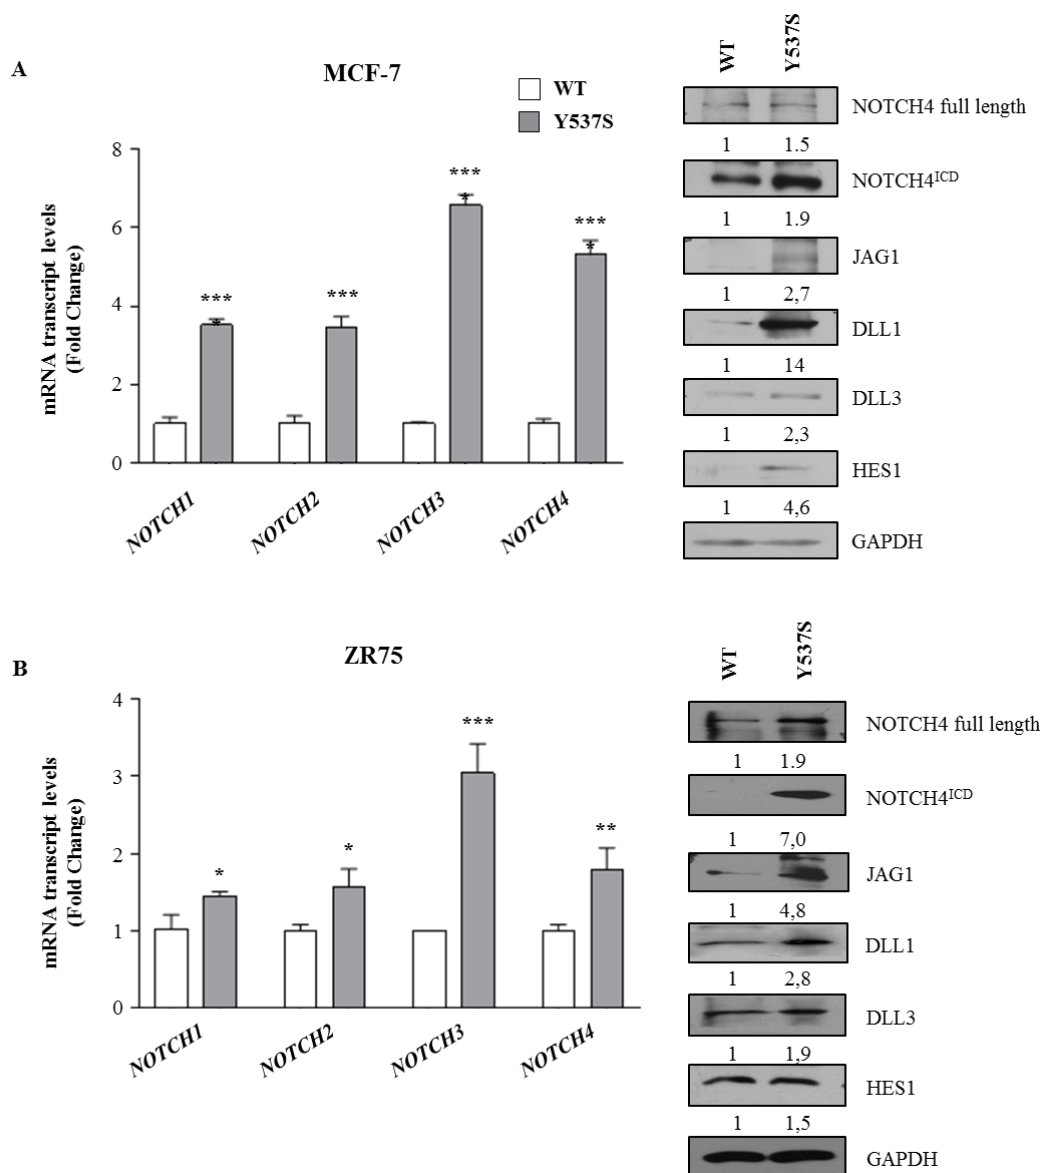 A
MCF-7
WT
Y537S
mRNA transcript levels
(Fold Change)
8
6
4
2
0
***
***
***
*
***
*
*
NOTCH1
NOTCH2
NOTCH3
NOTCH4
WT
Y537S
NOTCH4 full length
1 1.5
NOTCH4ICD
1 1.9
JAG1
1 2,7
DLL1
1 14
DLL3
1 2,3
HES1
1 4,6
GAPDH
B
ZR75
mRNA transcript levels
(Fold Change)
4
3
2
1
0
*
*
***
**
NOTCH1
NOTCH2
NOTCH3
NOTCH4
WT
Y537S
NOTCH4 full length
1 1.9
NOTCH4ICD
1 7,0
JAG1
1 4,8
DLL1
1 2,8
DLL3
1 1,9
HES1
1 1,5
GAPDH